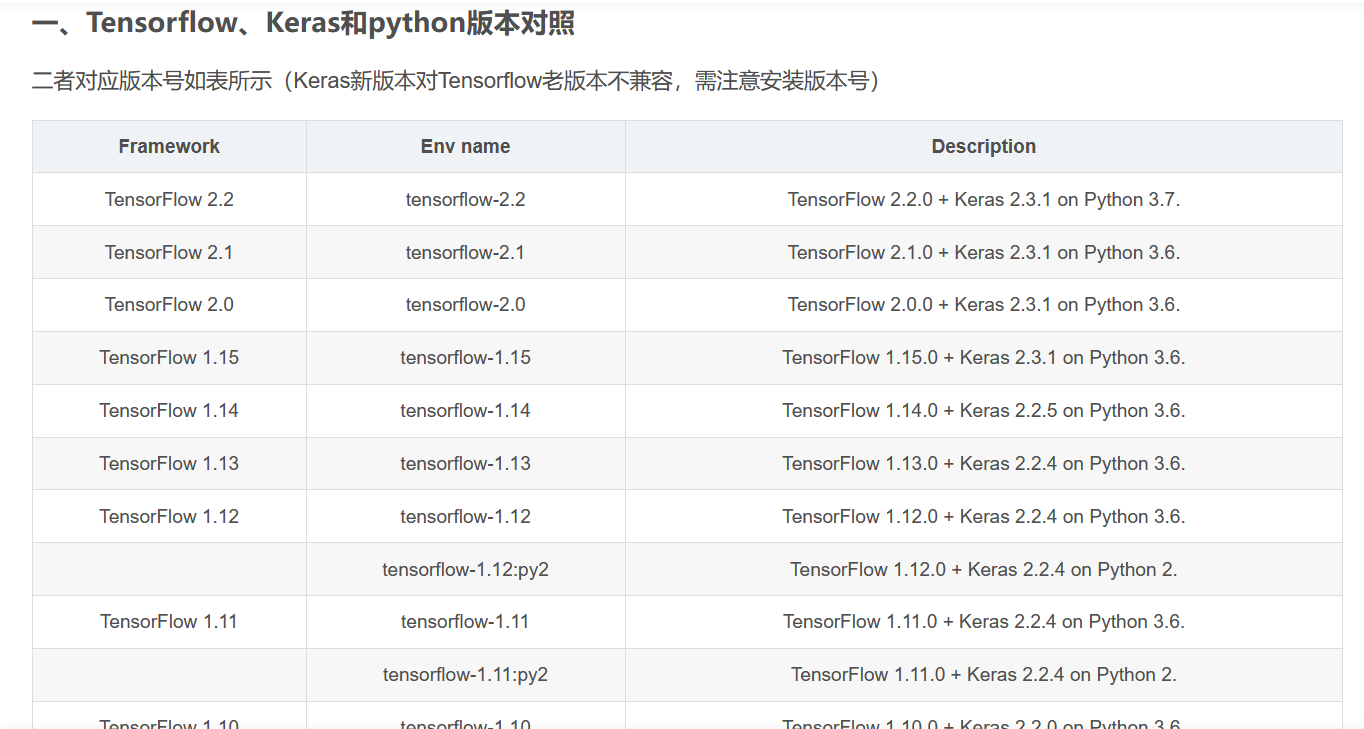 一、Tensorflow、Keras和python版本对照
二者对应版本号如表所示（Keras新版本对Tensorflow老版本不兼容，需注意安装版本号）
Framework Env name Description
TensorFlow 2.2 tensorflow-2.2 TensorFlow 2.2.0 + Keras 2.3.1 on Python 3.7.
TensorFlow 2.1 tensorflow-2.1 TensorFlow 2.1.0 + Keras 2.3.1 on Python 3.6.
TensorFlow 2.0 tensorflow-2.0 TensorFlow 2.0.0 + Keras 2.3.1 on Python 3.6.
TensorFlow 1.15 tensorflow-1.15 TensorFlow 1.15.0 + Keras 2.3.1 on Python 3.6.
TensorFlow 1.14 tensorflow-1.14 TensorFlow 1.14.0 + Keras 2.2.5 on Python 3.6.
TensorFlow 1.13 tensorflow-1.13 TensorFlow 1.13.0 + Keras 2.2.4 on Python 3.6.
TensorFlow 1.12 tensorflow-1.12 TensorFlow 1.12.0 + Keras 2.2.4 on Python 3.6.
tensorflow-1.12:py2 TensorFlow 1.12.0 + Keras 2.2.4 on Python 2.
TensorFlow 1.11 tensorflow-1.11 TensorFlow 1.11.0 + Keras 2.2.4 on Python 3.6.
tensorflow-1.11:py2 TensorFlow 1.11.0 + Keras 2.2.4 on Python 2.
TensorFlow 1.10 tensorflow-1.10 TensorFlow 1.10.0 + Keras 2.2.0 on Python 3.6